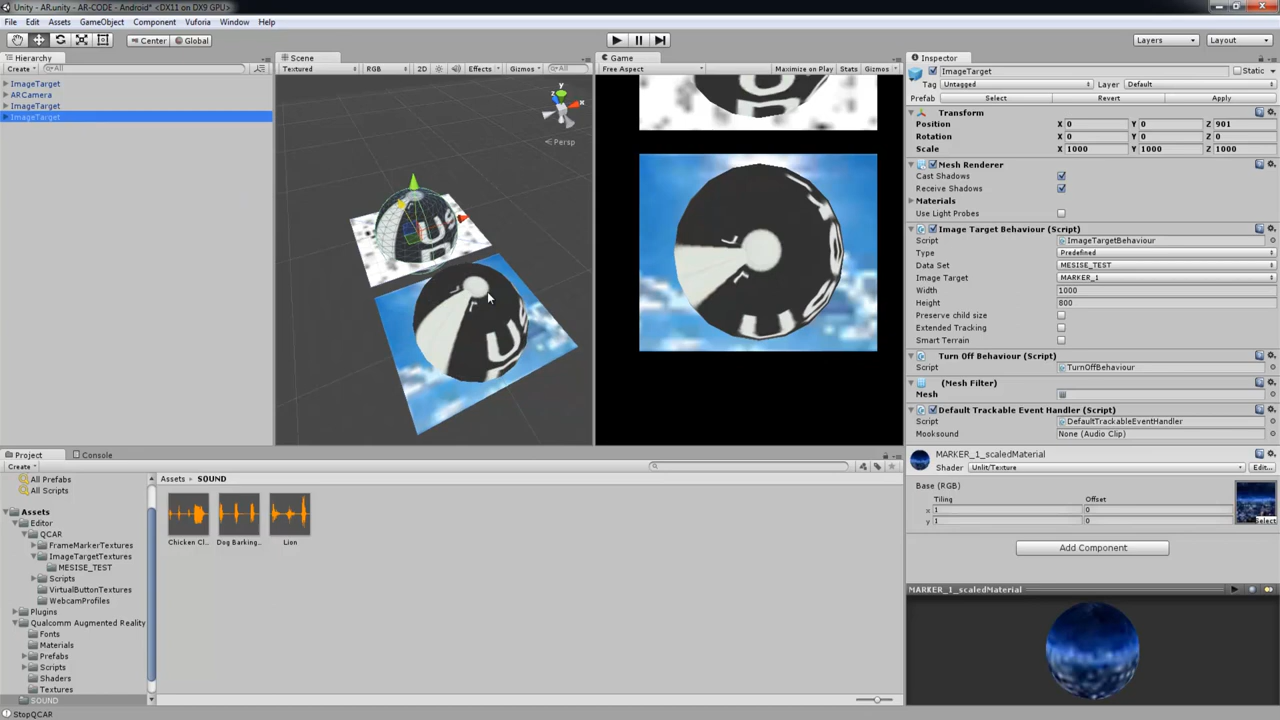 Unity - AR.unity - AR-CODE - Android* <DX11 on DX9 GPU>
File Edit Assets GameObject Component Vuforia Window Help
Center Global Layers Layout
Hierarchy
Create All
ImageTarget
ARCamera
ImageTarget
ImageTarget
Scene
Textured RGB 2D Effects Gizmos All
y
x
Persp
Game
Free Aspect Maximize on Play Stats Gizmos
Inspector
ImageTarget Static
Tag Untagged Layer Default
Prefab Select Revert Apply
Transform
Position X 0 Y 0 Z 901
Rotation X 0 Y 0 Z 0
Scale X 1000 Y 1000 Z 1000
Mesh Renderer
Cast Shadows
Receive Shadows
Materials
Use Light Probes
Image Target Behaviour (Script)
Script ImageTargetBehaviour
Type Predefined
Data Set MESISE_TEST
Image Target MARKER_1
Width 1000
Height 800
Preserve child size
Extended Tracking
Smart Terrain
Turn Off Behaviour (Script)
Script TurnOffBehaviour
(Mesh Filter)
Mesh
Default Trackable Event Handler (Script)
Script DefaultTrackableEventHandler
Mooksound None (Audio Clip)
MARKER_1_scaledMaterial
Shader Unlit/Texture Edit...
Base (RGB)
Tiling Offset
x 1 0
y 1 0
Select
Add Component
MARKER_1_scaledMaterial
Project Console
Create
All Prefabs
All Scripts
Assets
Editor
QCAR
FrameMarkerTextures
ImageTargetTextures
MESISE_TEST
Scripts
VirtualButtonTextures
WebcamProfiles
Plugins
Qualcomm Augmented Reality
Fonts
Materials
Prefabs
Scripts
Shaders
Textures
SOUND
Assets SOUND
Chicken Cl... Dog Barking... Lion
StopQCAR